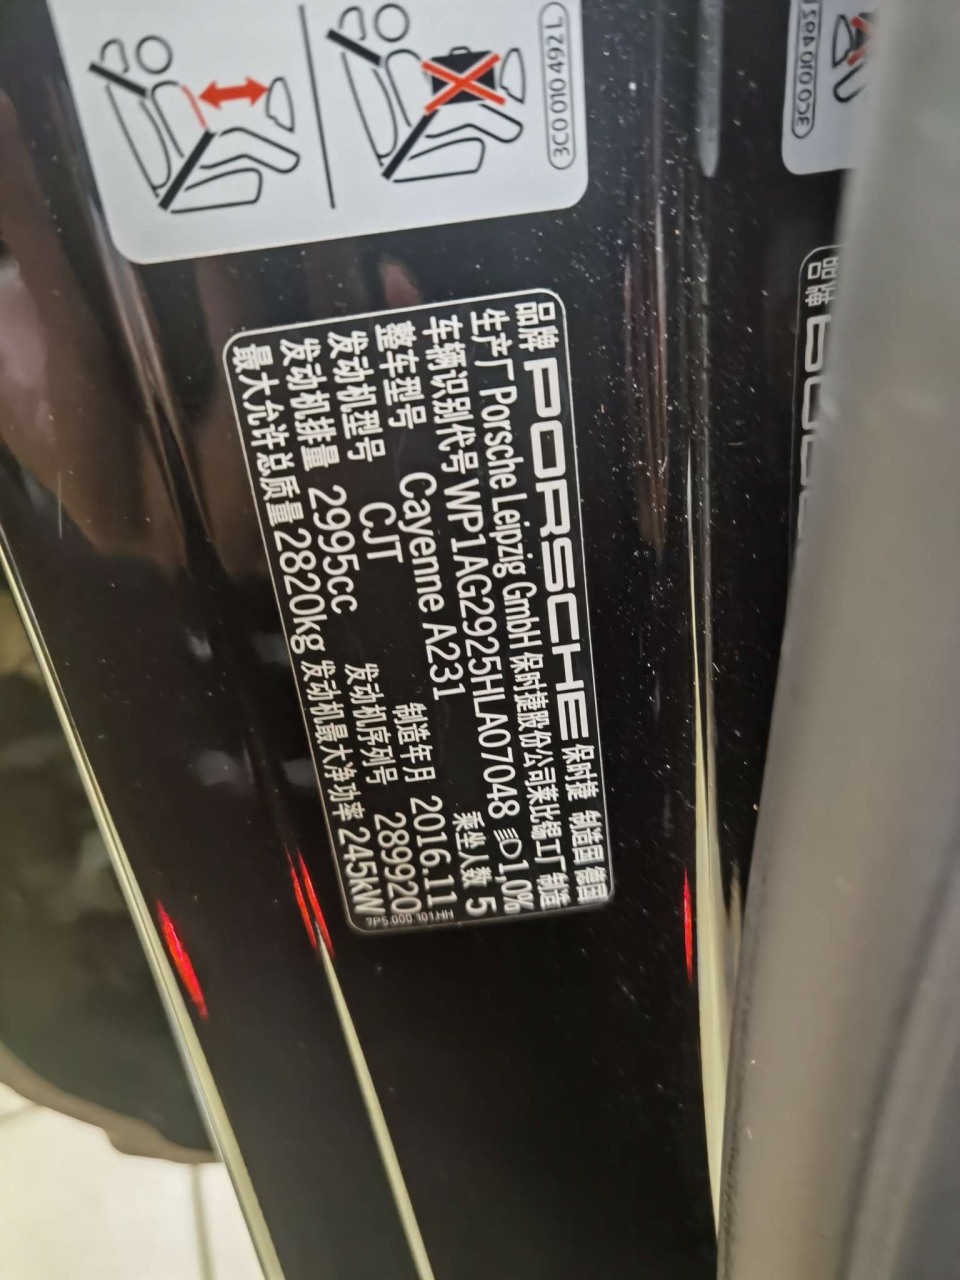 3C0 010 492 L
品牌 PORSCHE 保时捷 制造国 德国
生产厂 Porsche Leipzig GmbH 保时捷股份公司莱比锡工厂 制造
车辆识别代号 WP1AG2925HLA07048 1,0%
整车型号 Cayenne A231 乘坐人数 5
发动机型号 CJT 制造年月 2016.11
发动机排量 2995cc 发动机序列号 289920
最大允许总质量 2820kg 发动机最大净功率 245kW
7P5.000.101.HH